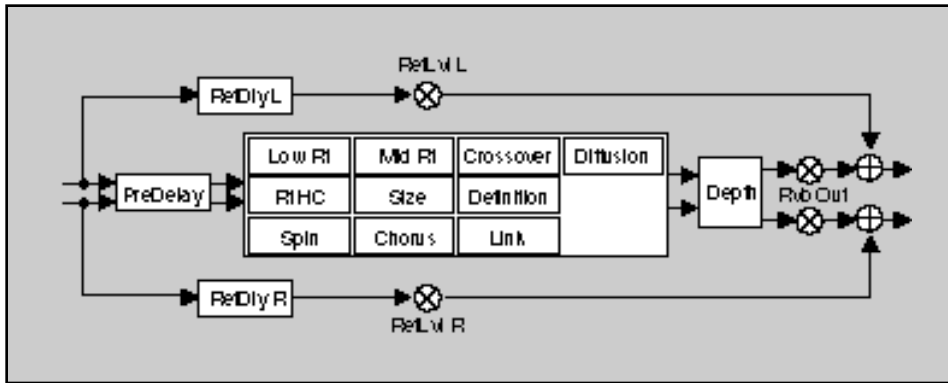 RefLvl L
RefDly L
Low Rt Mid Rt Crossover Diffusion
PreDelay RtHC Size Definition Depth Rvb Out
Spin Chorus Link
RefDly R
RefLvl R